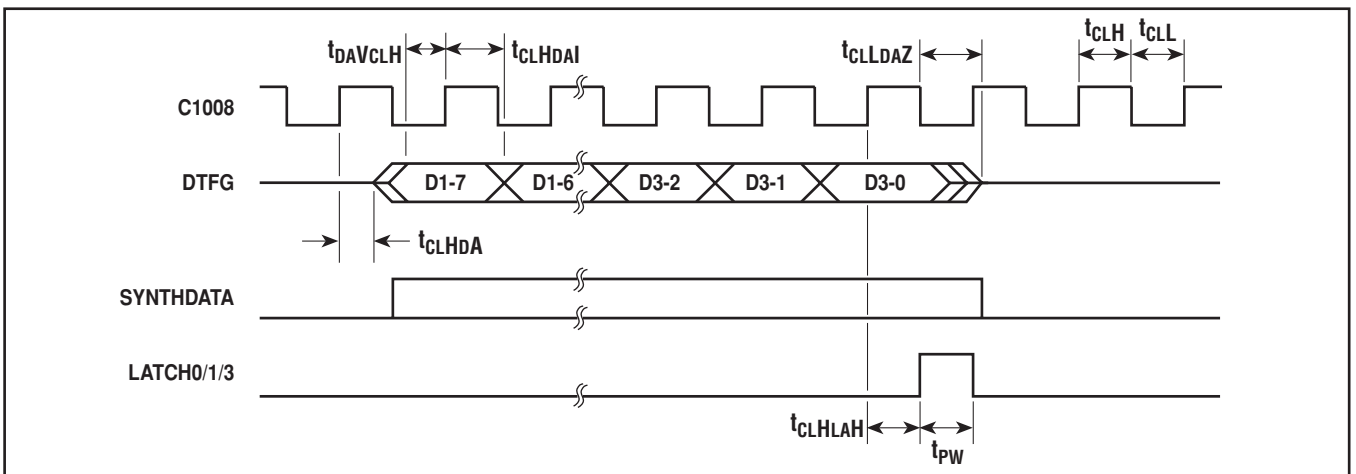 tDAVCLH tCLHDAI tCLLDAZ tCLH tCLL
C1008
DTFG D1-7 D1-6 D3-2 D3-1 D3-0
tCLHDA
SYNTHDATA
LATCH0/1/3
tCLHLAH tPW